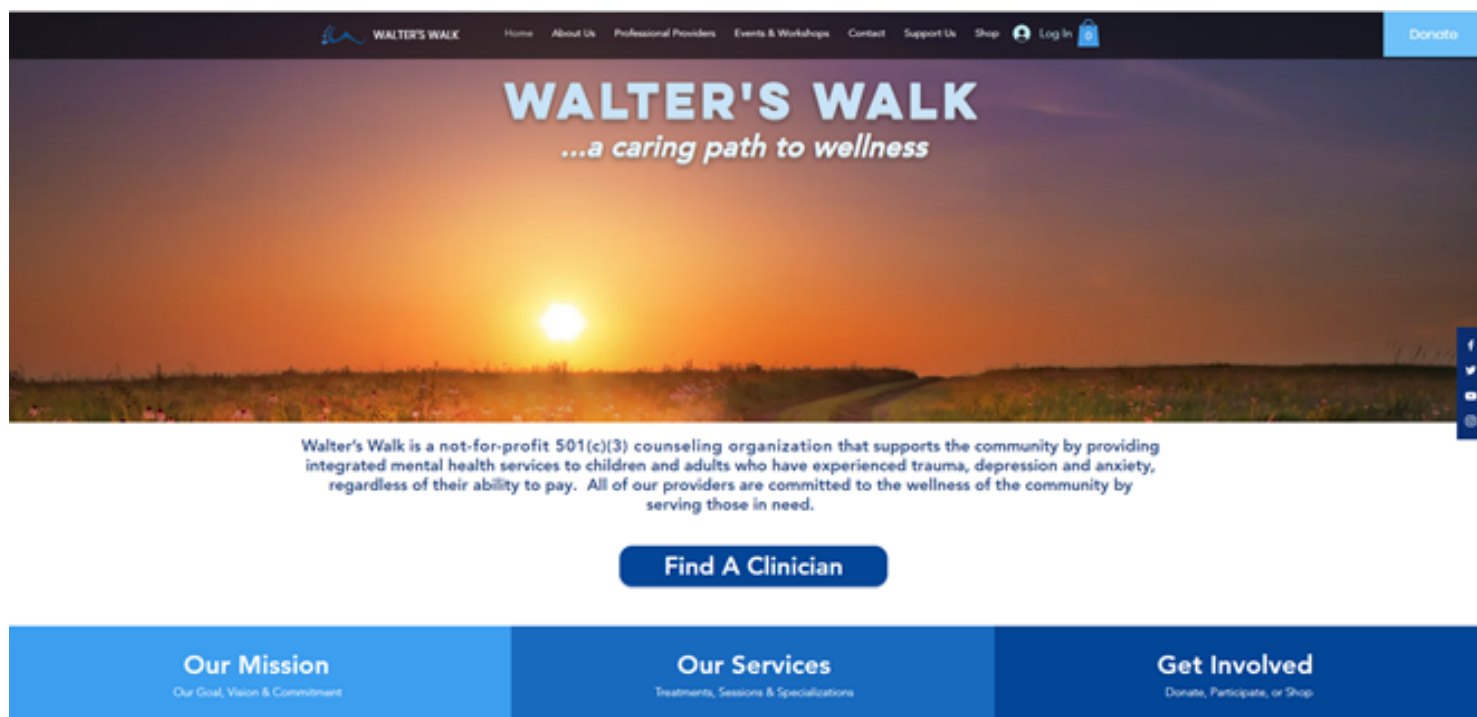 WALTER'S WALK
Home About Us Professional Providers Events & Workshops Contact Support Us Shop Log In 0
Donate
WALTER'S WALK
...a caring path to wellness
Walter's Walk is a not-for-profit 501(c)(3) counseling organization that supports the community by providing
integrated mental health services to children and adults who have experienced trauma, depression and anxiety,
regardless of their ability to pay. All of our providers are committed to the wellness of the community by
serving those in need.
Find A Clinician
Our Mission
Our Goal, Vision & Commitment
Our Services
Treatments, Sessions & Specializations
Get Involved
Donate, Participate, or Shop